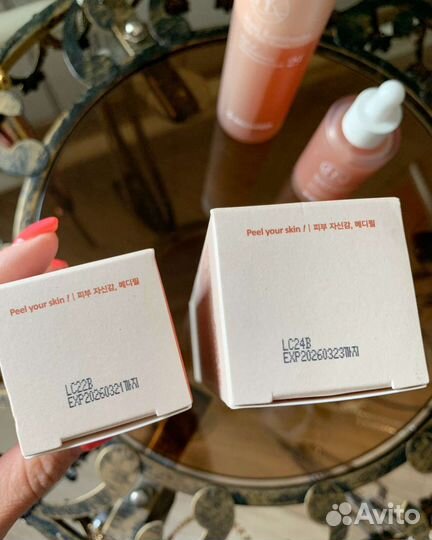 Peel your skin ! | 피부 자신감, 메디필
LC22B
EXP20260321까지
Peel your skin ! | 피부 자신감, 메디필
LC24B
EXP20260323까지
Avito